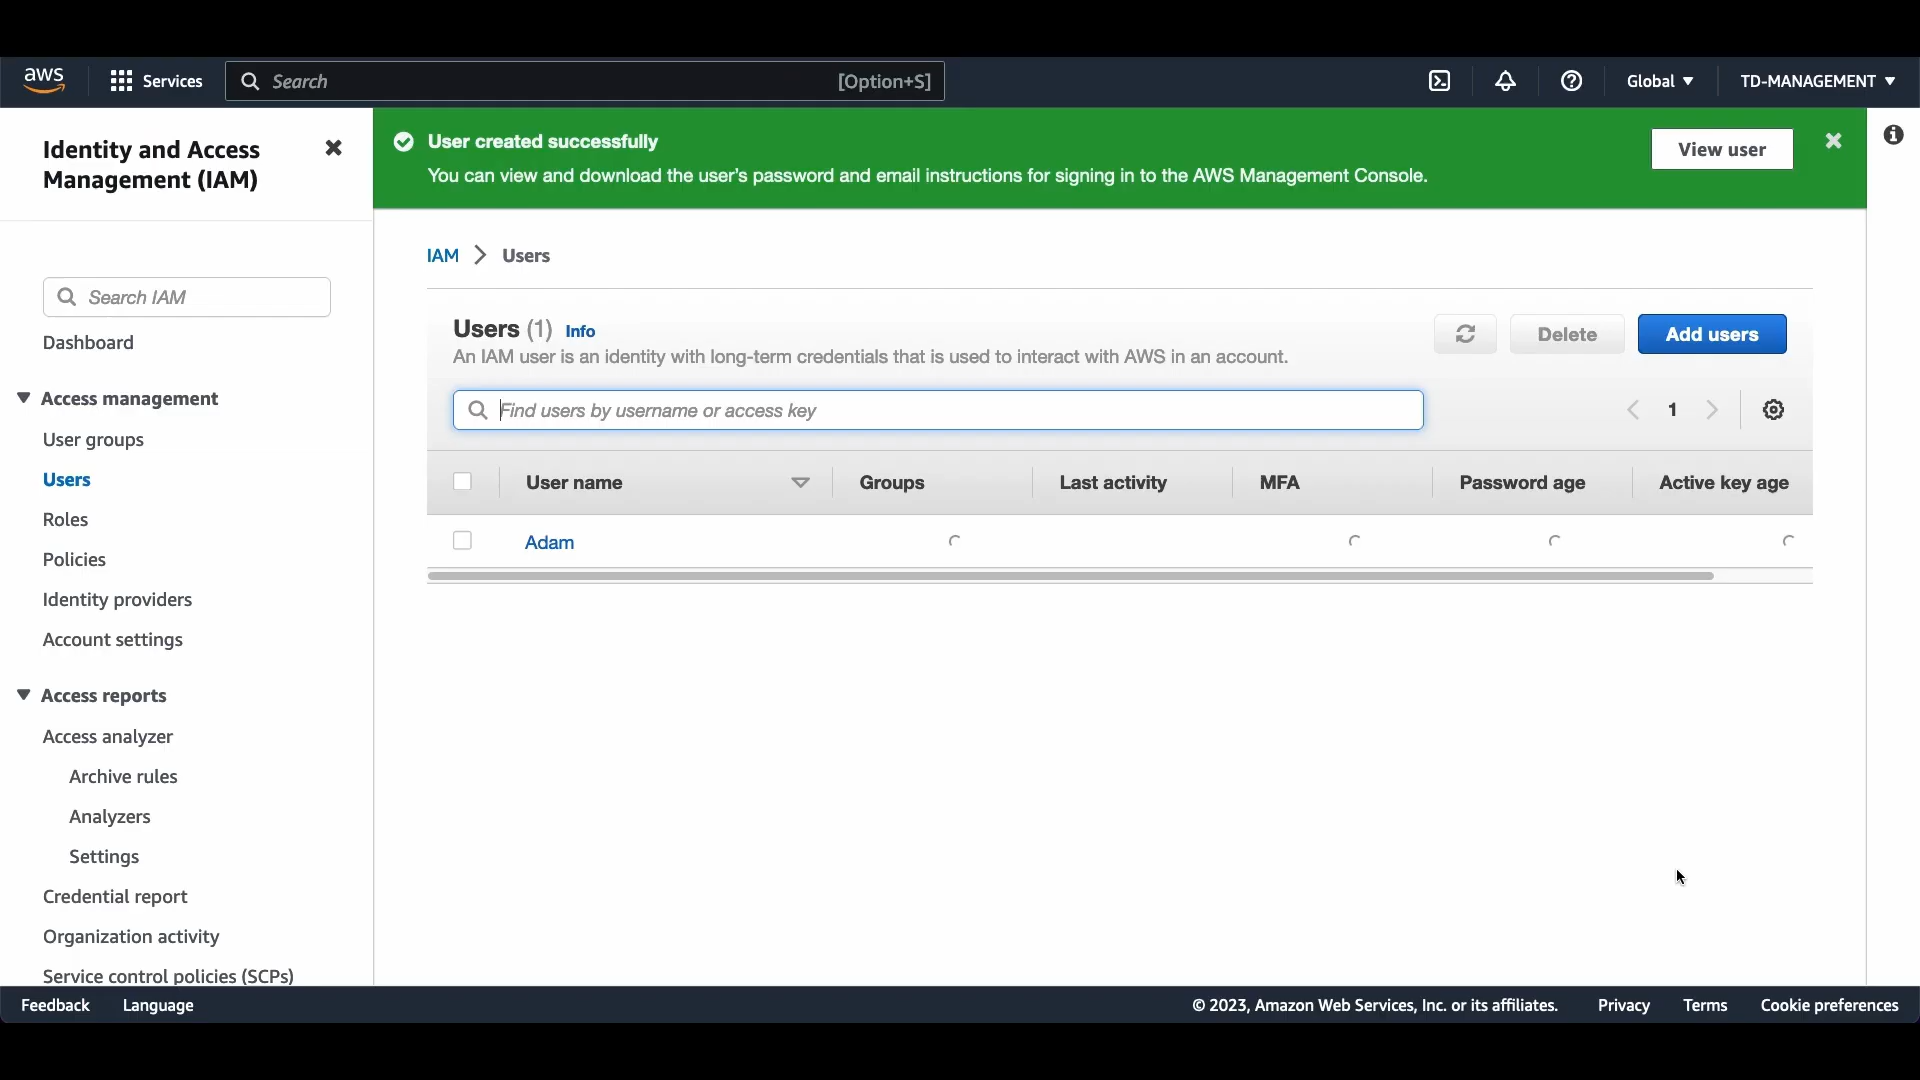 aws
Services
Search
[Option+S]
Global
TD-MANAGEMENT
Identity and Access
Management (IAM)
Search IAM
Dashboard
Access management
User groups
Users
Roles
Policies
Identity providers
Account settings
Access reports
Access analyzer
Archive rules
Analyzers
Settings
Credential report
Organization activity
Service control policies (SCPs)
User created successfully
You can view and download the user's password and email instructions for signing in to the AWS Management Console.
View user
IAM > Users
Users (1) Info
An IAM user is an identity with long-term credentials that is used to interact with AWS in an account.
Delete
Add users
Find users by username or access key
1
User name Groups Last activity MFA Password age Active key age
Adam
Feedback Language
© 2023, Amazon Web Services, Inc. or its affiliates. Privacy Terms Cookie preferences